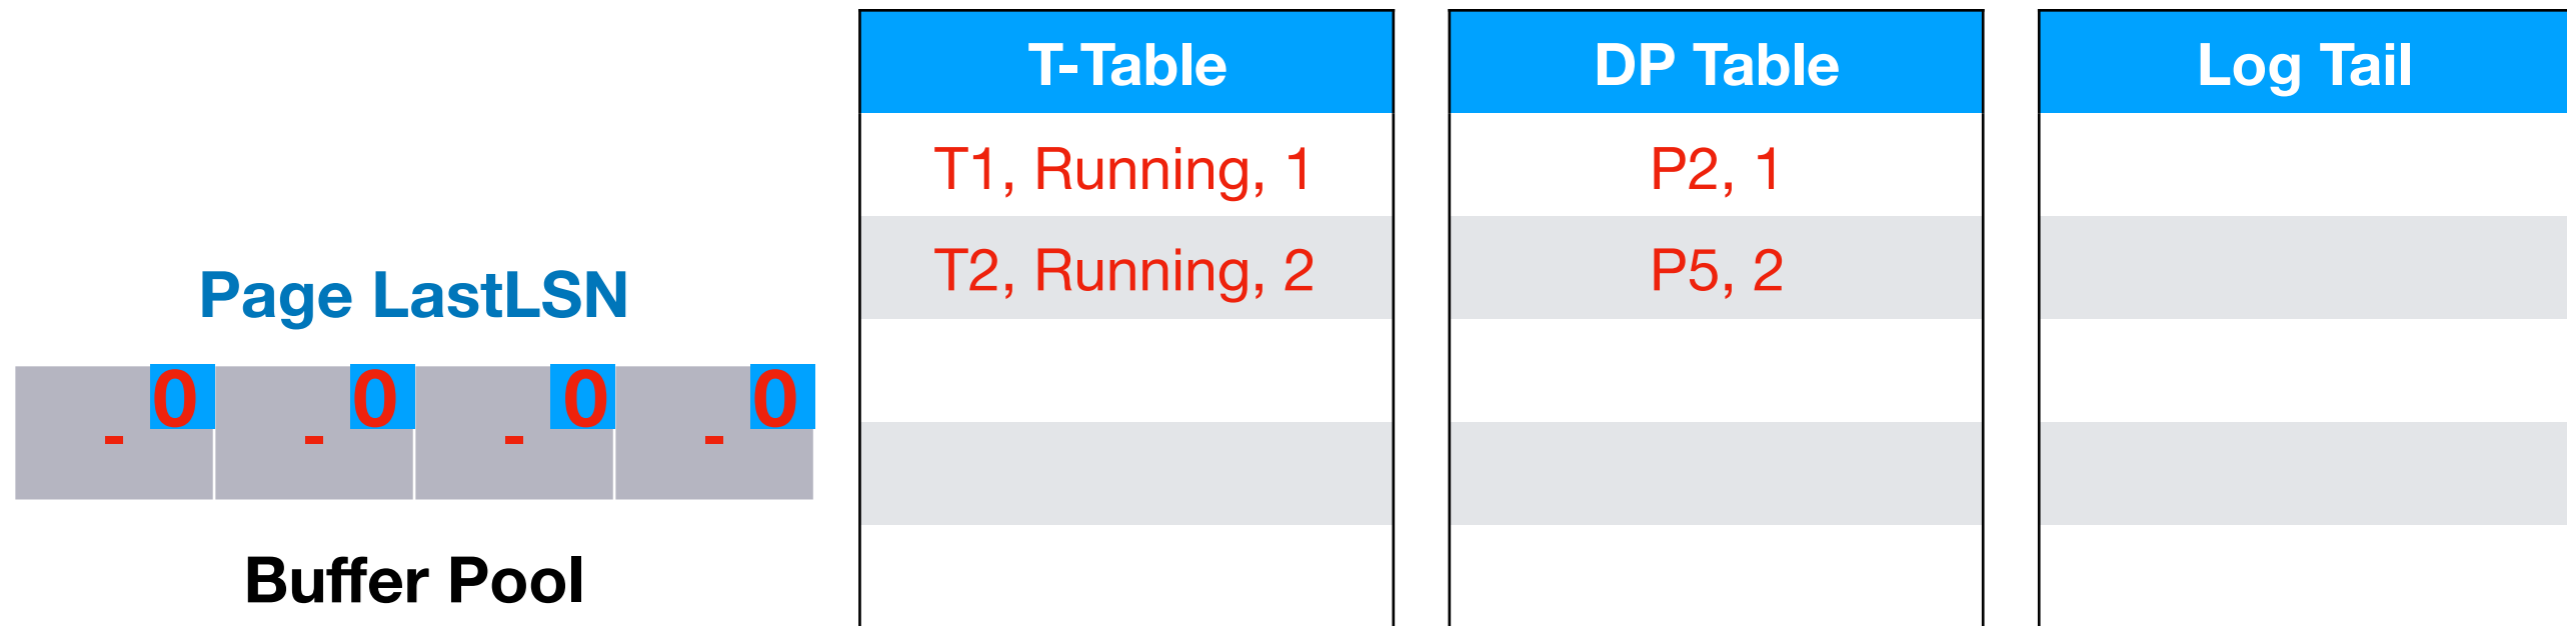 T-Table
DP Table
Log Tail
T1, Running, 1
P2, 1
T2, Running, 2
P5, 2
Page LastLSN
0 0 0 0
- - - -
Buffer Pool